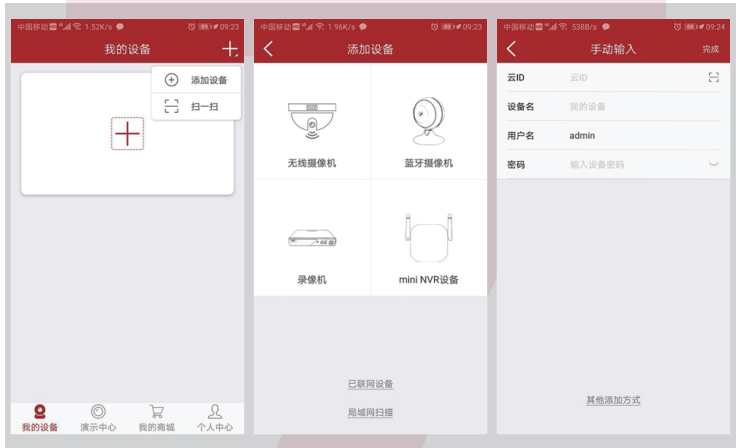 中国移动 4G 1.52K/s 09:23
我的设备
添加设备
扫一扫
我的设备 演示中心 我的商城 个人中心
中国移动 4G 1.96K/s 09:23
添加设备
无线摄像机 蓝牙摄像机
录像机 mini NVR设备
已联网设备
局域网扫描
中国移动 4G 538B/s 09:24
手动输入 完成
云ID 云ID
设备名 我的设备
用户名 admin
密码 输入设备密码
其他添加方式